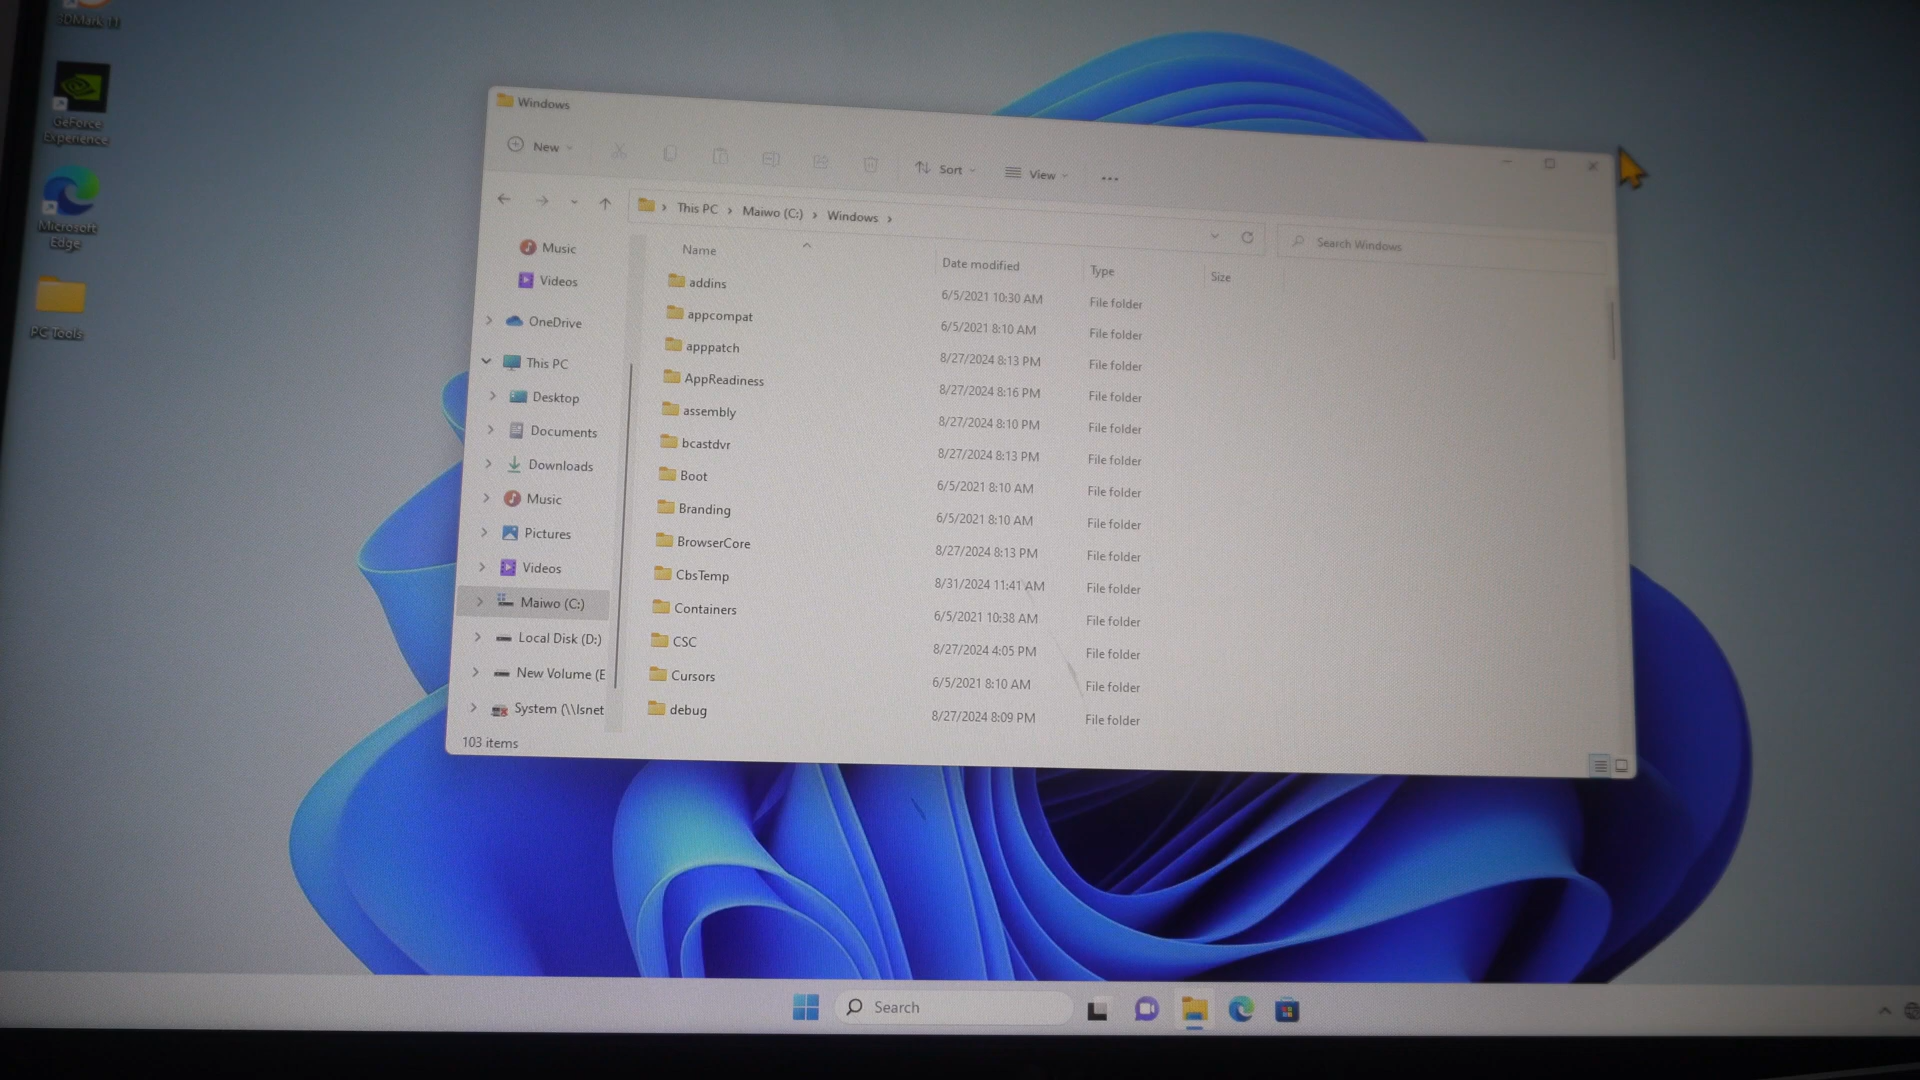 3DMark 11
GeForce
Experience
Microsoft
Edge
PC Tools
Windows
New
Sort
View
This PC > Maiwo (C:) > Windows >
Search Windows
Name Date modified Type Size
Music
Videos
OneDrive
This PC
Desktop
Documents
Downloads
Music
Pictures
Videos
Maiwo (C:)
Local Disk (D:)
New Volume (E
System (\\lsnet
addins 6/5/2021 10:30 AM File folder
appcompat 6/5/2021 8:10 AM File folder
apppatch 8/27/2024 8:13 PM File folder
AppReadiness 8/27/2024 8:16 PM File folder
assembly 8/27/2024 8:10 PM File folder
bcastdvr 8/27/2024 8:13 PM File folder
Boot 6/5/2021 8:10 AM File folder
Branding 6/5/2021 8:10 AM File folder
BrowserCore 8/27/2024 8:13 PM File folder
CbsTemp 8/31/2024 11:41 AM File folder
Containers 6/5/2021 10:38 AM File folder
CSC 8/27/2024 4:05 PM File folder
Cursors 6/5/2021 8:10 AM File folder
debug 8/27/2024 8:09 PM File folder
103 items
Search